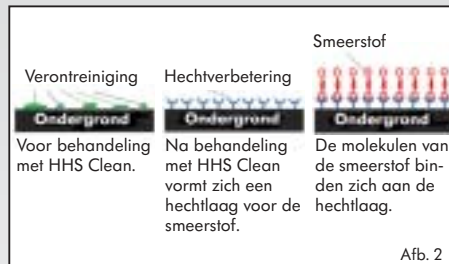 Smeerstof
Verontreiniging
Hechtverbetering
Ondergrond
Ondergrond
Ondergrond
Voor behandeling
met HHS Clean.
Na behandeling
met HHS Clean
vormt zich een
hechtlaag voor de
smeerstof.
De molekulen van
de smeerstof bin-
den zich aan de
hechtlaag.
Afb. 2